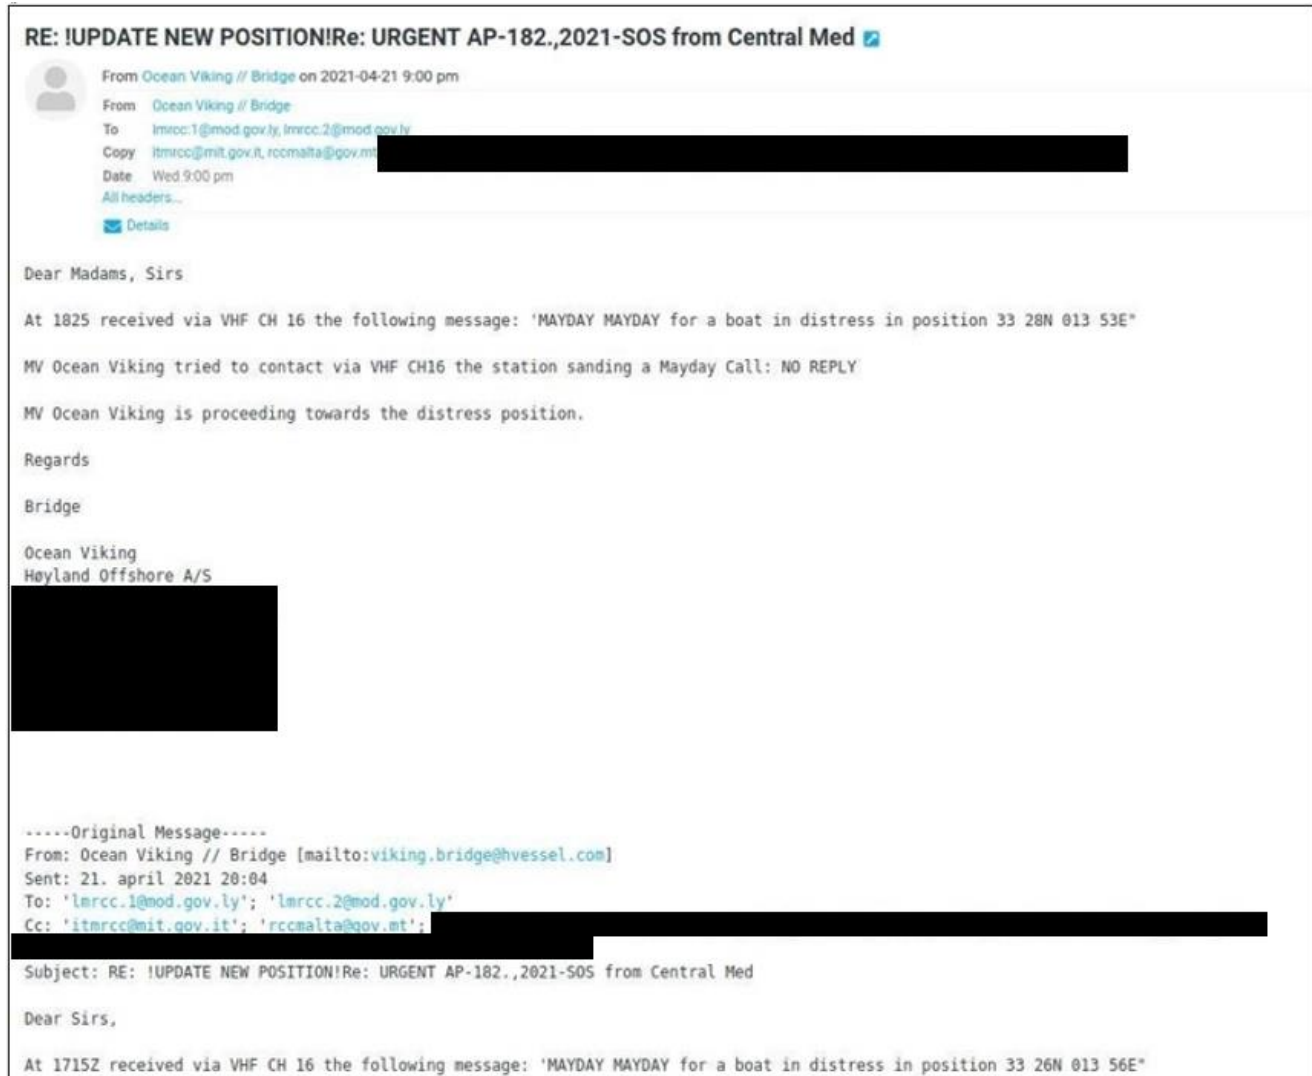 RE: !UPDATE NEW POSITION!Re: URGENT AP-182.,2021-SOS from Central Med
From Ocean Viking // Bridge on 2021-04-21 9:00 pm
From Ocean Viking // Bridge
To lmrcc.1@mod.gov.ly, lmrcc.2@mod.gov.ly
Copy itmrcc@mit.gov.it, rccmalta@gov.mt
Date Wed 9:00 pm
All headers...
Details
Dear Madams, Sirs
At 1825 received via VHF CH 16 the following message: 'MAYDAY MAYDAY for a boat in distress in position 33 28N 013 53E"
MV Ocean Viking tried to contact via VHF CH16 the station sanding a Mayday Call: NO REPLY
MV Ocean Viking is proceeding towards the distress position.
Regards
Bridge
Ocean Viking
Høyland Offshore A/S
-----Original Message-----
From: Ocean Viking // Bridge [mailto:viking.bridge@hvessel.com]
Sent: 21. april 2021 20:04
To: 'lmrcc.1@mod.gov.ly'; 'lmrcc.2@mod.gov.ly'
Cc: 'itmrcc@mit.gov.it'; 'rccmalta@gov.mt';
Subject: RE: !UPDATE NEW POSITION!Re: URGENT AP-182.,2021-SOS from Central Med
Dear Sirs,
At 1715Z received via VHF CH 16 the following message: 'MAYDAY MAYDAY for a boat in distress in position 33 26N 013 56E"